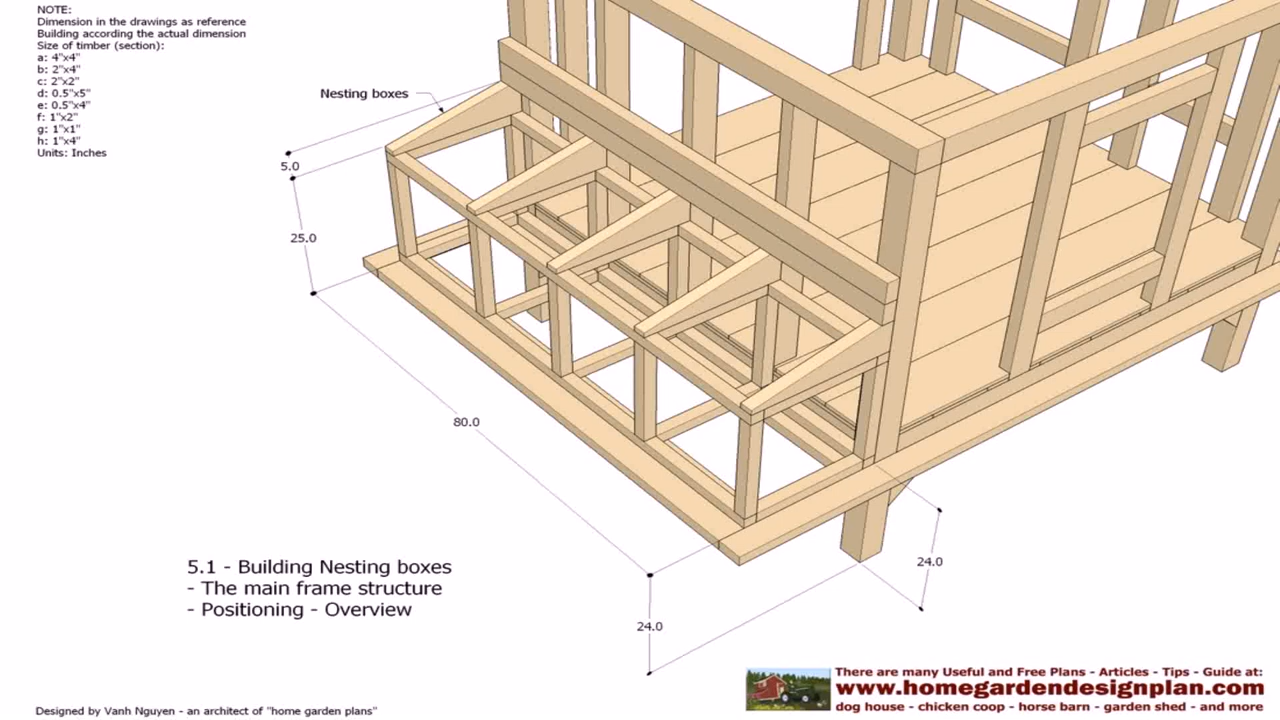 NOTE:
Dimension in the drawings as reference
Building according the actual dimension
Size of timber (section):
a: 4"x4"
b: 2"x4"
c: 2"x2"
d: 0.5"x5"
e: 0.5"x4"
f: 1"x2"
g: 1"x1"
h: 1"x4"
Units: Inches
Nesting boxes
5.0
25.0
80.0
24.0
24.0
5.1 - Building Nesting boxes
- The main frame structure
- Positioning - Overview
There are many Useful and Free Plans - Articles - Tips - Guide at:
www.homegardendesignplan.com
dog house - chicken coop - horse barn - garden shed - and more
Designed by Vanh Nguyen - an architect of "home garden plans"